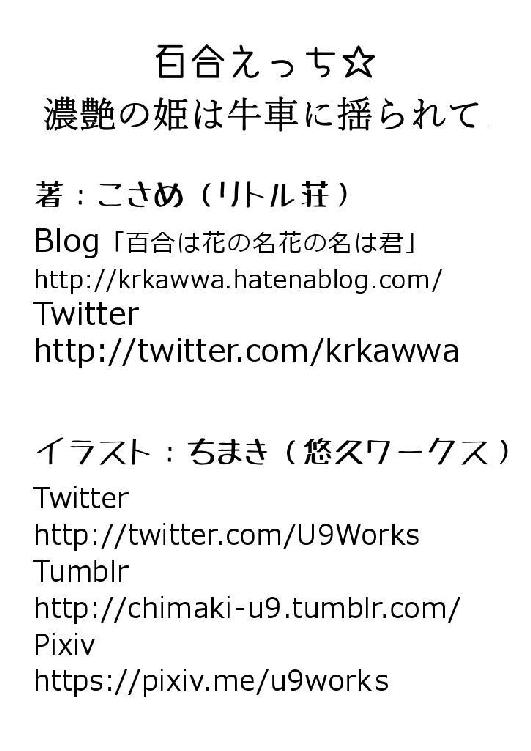 百合えっち☆
濃艶の姫は牛車に揺られて
著：こさめ（リトル荘）
Blog「百合は花の名花の名は君」
http://krkawwa.hatenablog.com/
Twitter
http://twitter.com/krkawwa
イラスト：ちまき（悠久ワークス）
Twitter
http://twitter.com/U9Works
Tumblr
http://chimaki-u9.tumblr.com/
Pixiv
https://pixiv.me/u9works